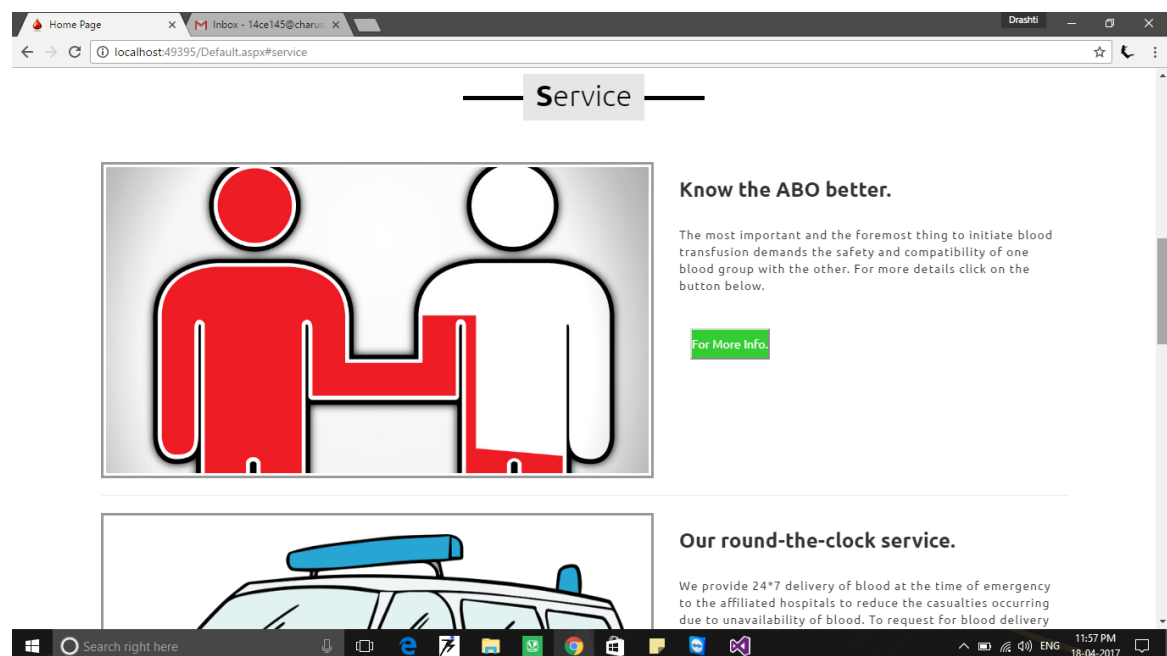 Home Page
Inbox - 14ce145@charus
Drashti
localhost:49395/Default.aspx#service
Service
Know the ABO better.
The most important and the foremost thing to initiate blood
transfusion demands the safety and compatibility of one
blood group with the other. For more details click on the
button below.
For More Info.
Our round-the-clock service.
We provide 24*7 delivery of blood at the time of emergency
to the affiliated hospitals to reduce the casualties occurring
due to unavailability of blood. To request for blood delivery
Search right here
ENG
11:57 PM
18-04-2017